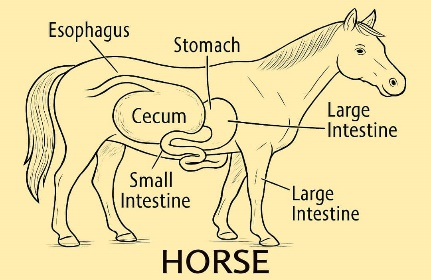 Esophagus
Stomach
Cecum
Large
Intestine
Small
Intestine
Large
Intestine
HORSE